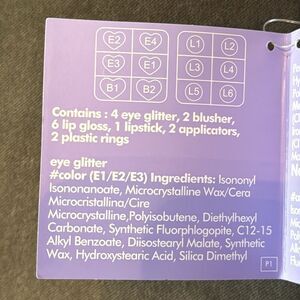 E2 E4
E3 E1
B1 B2
L1 L2
L3 L4
L5 L6
Contains : 4 eye glitter, 2 blusher,
6 lip gloss, 1 lipstick, 2 applicators,
2 plastic rings
eye glitter
#color (E1/E2/E3) Ingredients: Isononyl
Isononanoate, Microcrystalline Wax/Cera
Microcristallina/Cire
Microcrystalline,Polyisobutene, Diethylhexyl
Carbonate, Synthetic Fluorphlogopite, C12-15
Alkyl Benzoate, Diisostearyl Malate, Synthetic
Wax, Hydroxystearic Acid, Silica Dimethyl
P1